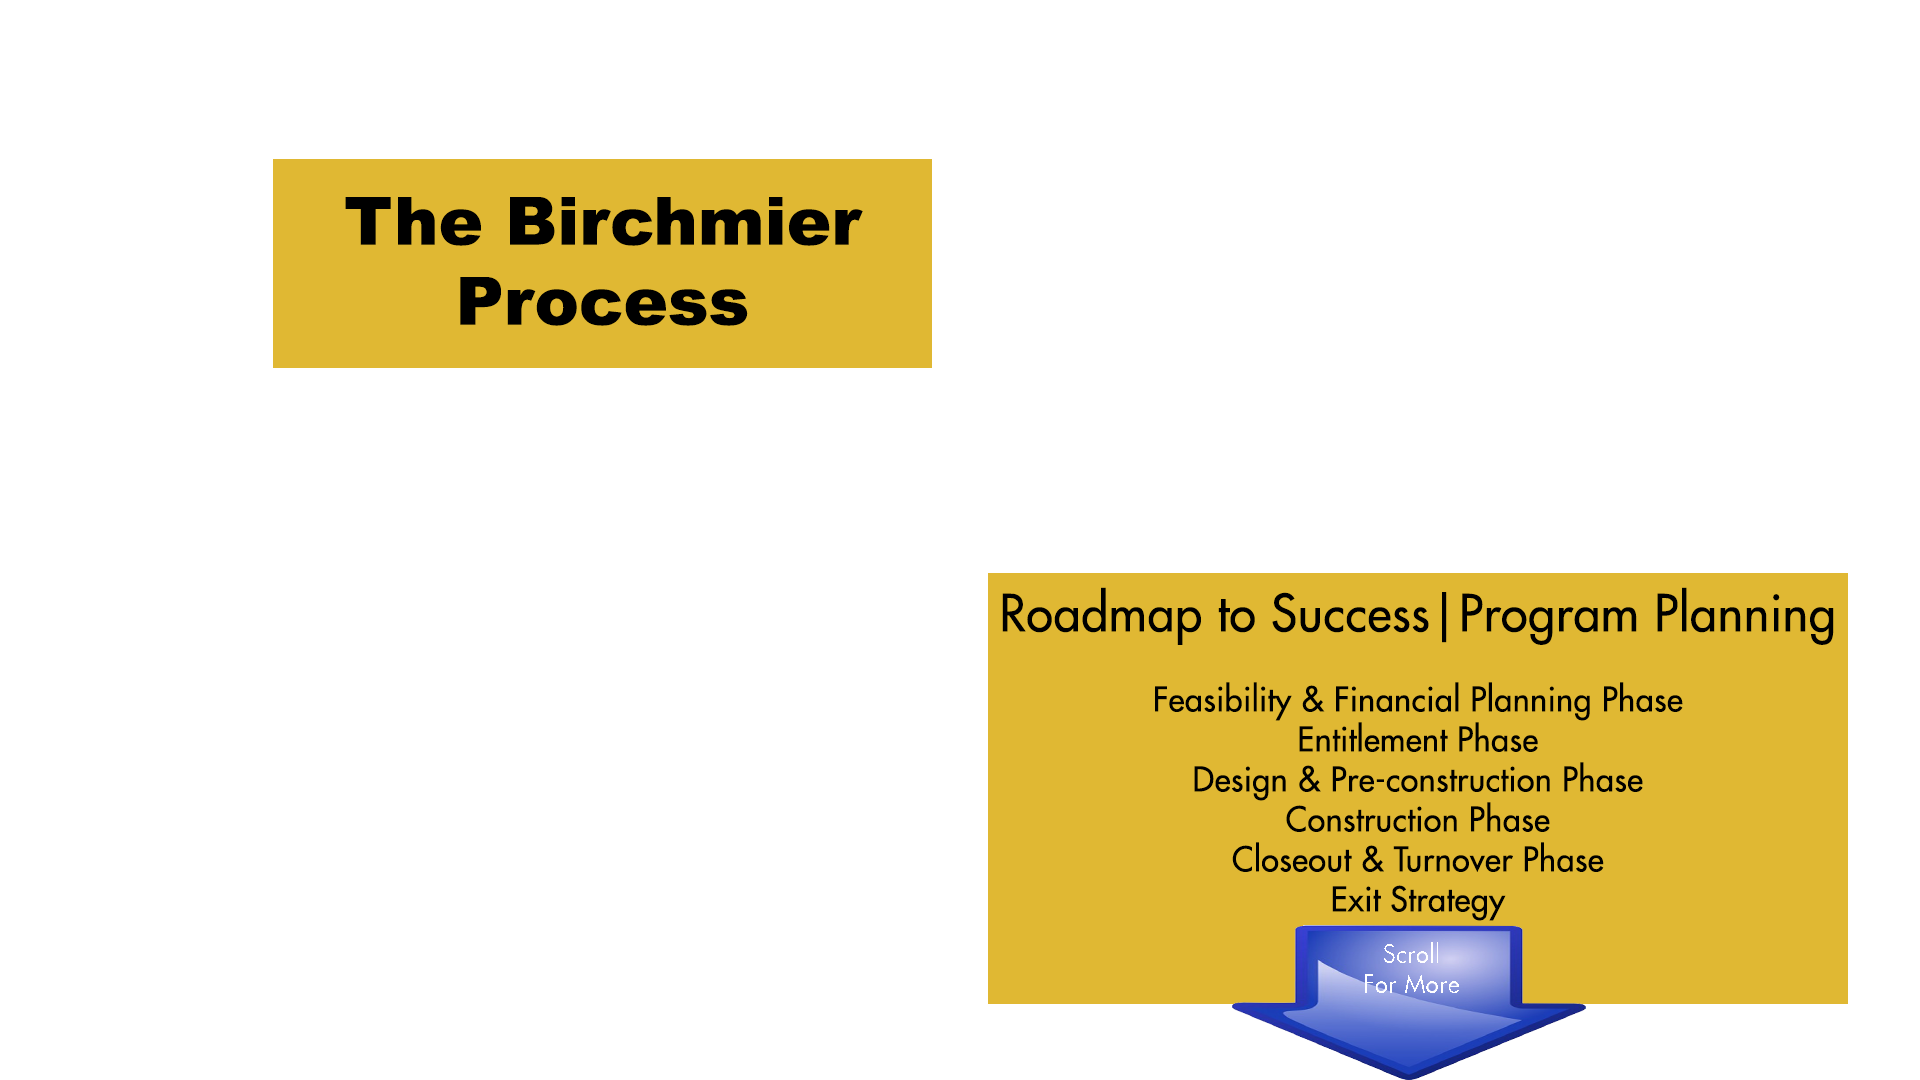 The Birchmier
Process
Roadmap to Success|Program Planning
Feasibility & Financial Planning Phase
Entitlement Phase
Design & Pre-construction Phase
Construction Phase
Closeout & Turnover Phase
Exit Strategy
Scroll
For More